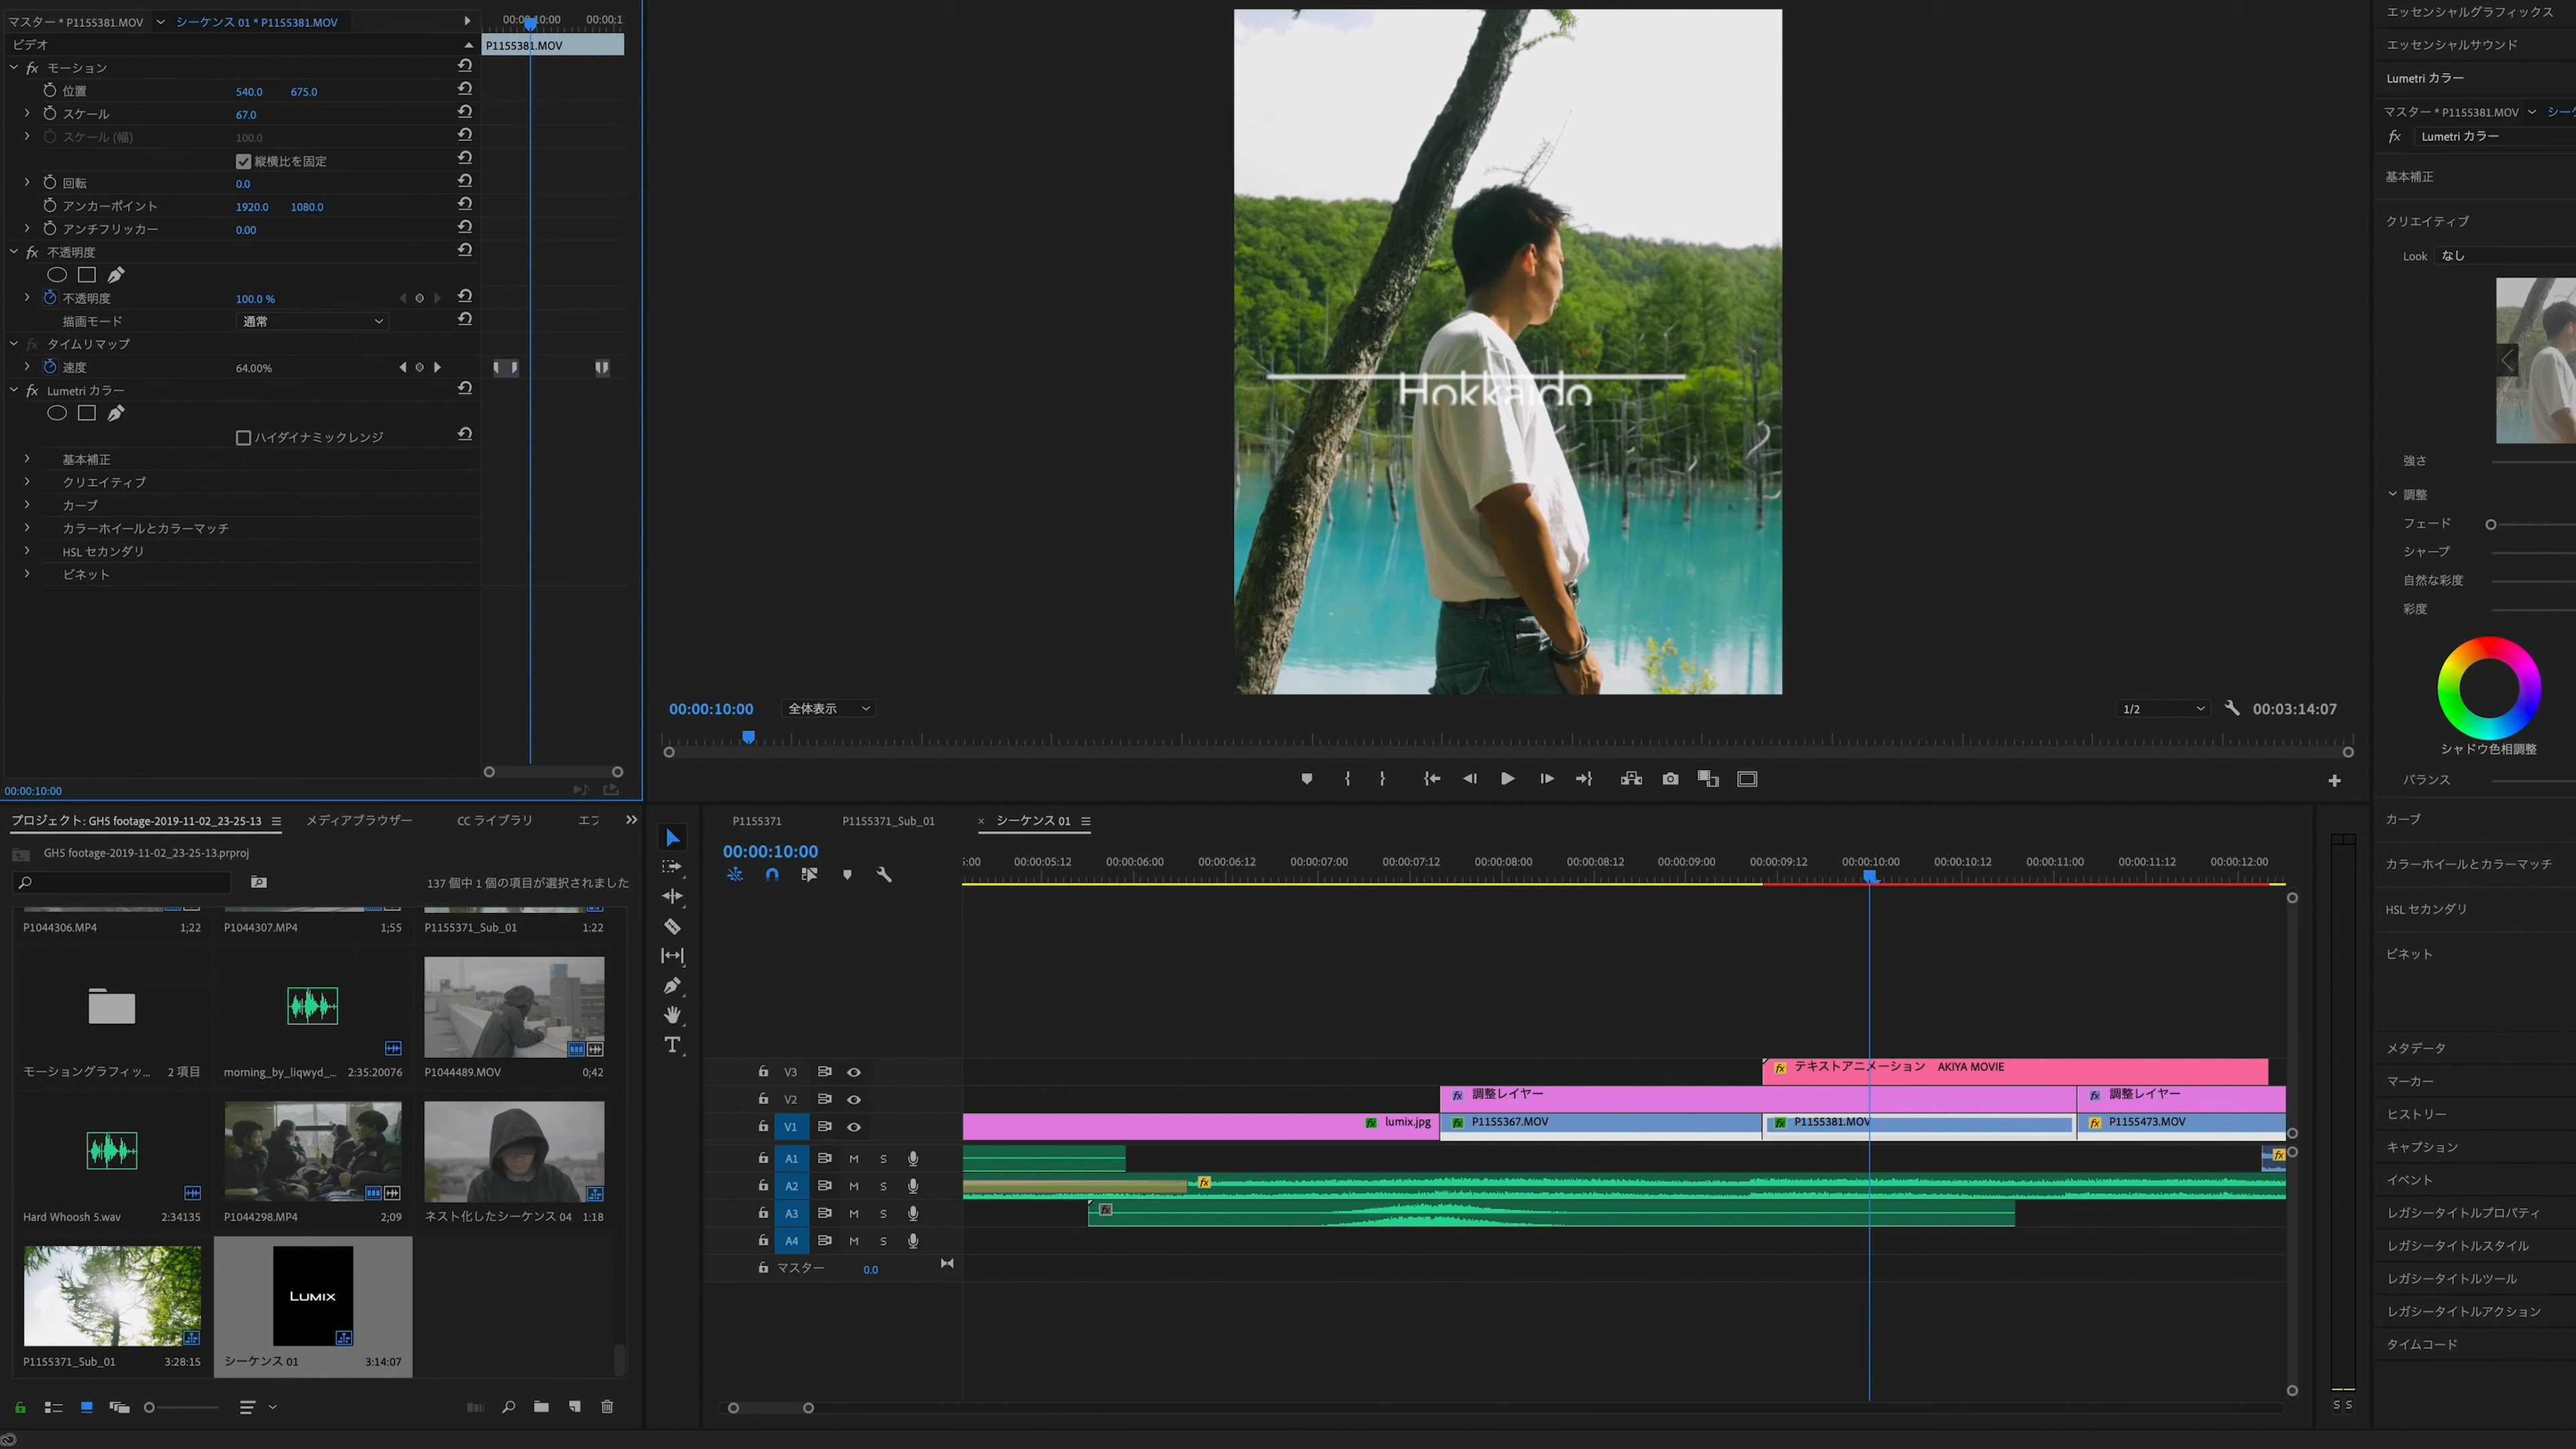 マスター * P1155381.MOV シーケンス 01 * P1155381.MOV
00:00:10:00 00:00:1
ビデオ
P1155381.MOV
モーション
位置 540.0 675.0
スケール 67.0
スケール (幅) 100.0
縦横比を固定
回転 0.0
アンカーポイント 1920.0 1080.0
アンチフリッカー 0.00
不透明度
不透明度 100.0 %
描画モード 通常
タイムリマップ
速度 64.00%
Lumetri カラー
ハイダイナミックレンジ
基本補正
クリエイティブ
カーブ
カラーホイールとカラーマッチ
HSL セカンダリ
ビネット
00:00:10:00
Hokkaido
00:00:10:00 全体表示 1/2 00:03:14:07
エッセンシャルグラフィックス
エッセンシャルサウンド
Lumetri カラー
マスター * P1155381.MOV シーケ
fx Lumetri カラー
基本補正
クリエイティブ
Look なし
強さ
調整
フェード
シャープ
自然な彩度
彩度
シャドウ色相調整
バランス
カーブ
カラーホイールとカラーマッチ
HSL セカンダリ
ビネット
メタデータ
マーカー
ヒストリー
キャプション
イベント
レガシータイトルプロパティ
レガシータイトルスタイル
レガシータイトルツール
レガシータイトルアクション
タイムコード
プロジェクト: GH5 footage-2019-11-02_23-25-13 メディアブラウザー CC ライブラリ エフ
GH5 footage-2019-11-02_23-25-13.prproj
137 個中 1 個の項目が選択されました
P1044306.MP4 1;22 P1044307.MP4 1;55 P1155371_Sub_01 1:22
モーショングラフィッ... 2 項目 morning_by_liqwyd_... 2:35:20076 P1044489.MOV 0;42
Hard Whoosh 5.wav 2:34135 P1044298.MP4 2;09 ネスト化したシーケンス 04 1:18
LUMIX
P1155371_Sub_01 3:28:15 シーケンス 01 3:14:07
P1155371 P1155371_Sub_01 × シーケンス 01
00:00:10:00
5:00 00:00:05:12 00:00:06:00 00:00:06:12 00:00:07:00 00:00:07:12 00:00:08:00 00:00:08:12 00:00:09:00 00:00:09:12 00:00:10:00 00:00:10:12 00:00:11:00 00:00:11:12 00:00:12:00
V3 fx テキストアニメーション AKIYA MOVIE
V2 fx 調整レイヤー fx 調整レイヤー
V1 fx lumix.jpg fx P1155367.MOV fx P1155381.MOV fx P1155473.MOV
A1 M S fx
A2 M S fx
A3 M S fx
A4 M S
マスター 0.0
S S